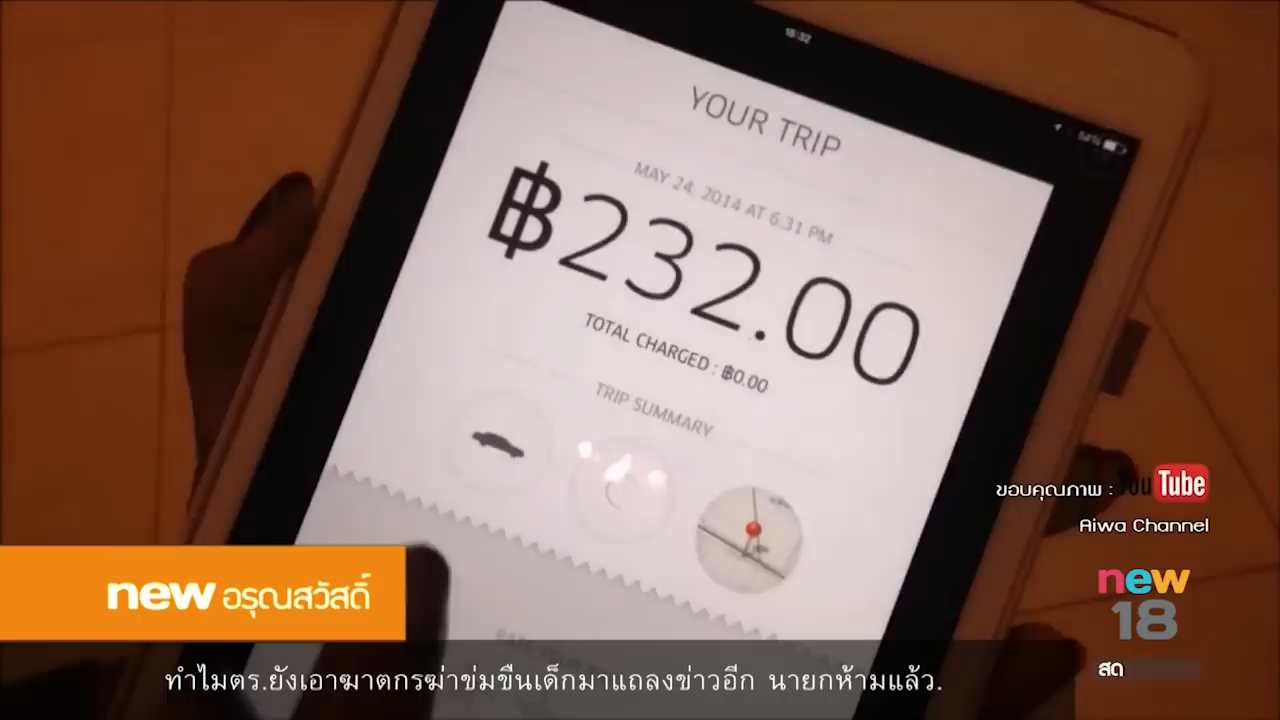 18:32
54%
YOUR TRIP
MAY 24, 2014 AT 6:31 PM
฿232.00
TOTAL CHARGED : ฿0.00
TRIP SUMMARY
ขอบคุณภาพ : YouTube
Aiwa Channel
new อรุณสวัสดิ์
new
18
สด
ทำไมตร.ยังเอาฆาตกรฆ่าข่มขืนเด็กมาแถลงข่าวอีก นายกห้ามแล้ว.